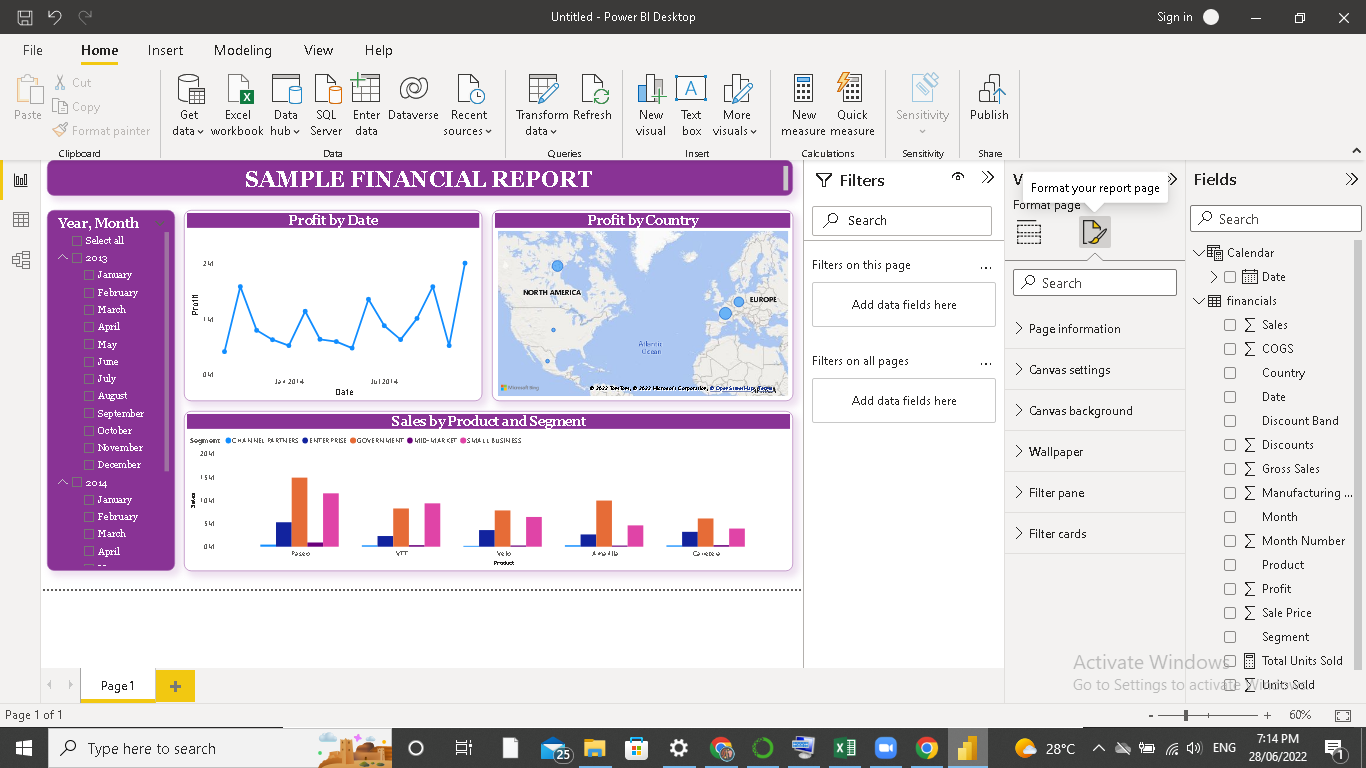 Untitled - Power BI Desktop
Sign in
File
Home
Insert
Modeling
View
Help
Paste
Cut
Copy
Format painter
Clipboard
Get data
Excel workbook
Data hub
SQL Server
Enter data
Dataverse
Recent sources
Data
Transform data
Refresh
Queries
New visual
Text box
More visuals
Insert
New measure
Quick measure
Calculations
Sensitivity
Sensitivity
Publish
Share
SAMPLE FINANCIAL REPORT
Year, Month
Select all
2013
January
February
March
April
May
June
July
August
September
October
November
December
2014
January
February
March
April
Profit by Date
Profit
2M
1M
0M
Jan 2014
Jul 2014
Date
Profit by Country
NORTH AMERICA
EUROPE
Atlantic
Ocean
Microsoft Bing
© 2022 TomTom, © 2022 Microsoft Corporation, © OpenStreetMap
Sales by Product and Segment
Segment
CHANNEL PARTNERS
ENTERPRISE
GOVERNMENT
MID-MARKET
SMALL BUSINESS
Sales
20M
15M
10M
5M
0M
Paseo
VTT
Velo
Amarilla
Carretera
Product
Filters
Search
Filters on this page
...
Add data fields here
Filters on all pages
...
Add data fields here
V
Format your report page
Format page
Search
Page information
Canvas settings
Canvas background
Wallpaper
Filter pane
Filter cards
Fields
Search
Calendar
Date
financials
Sales
COGS
Country
Date
Discount Band
Discounts
Gross Sales
Manufacturing ...
Month
Month Number
Product
Profit
Sale Price
Segment
Total Units Sold
Units Sold
Activate Windows
Go to Settings to activate Windows.
Page 1
Page 1 of 1
- + 60%
Type here to search
25
28°C
ENG
7:14 PM
28/06/2022
1